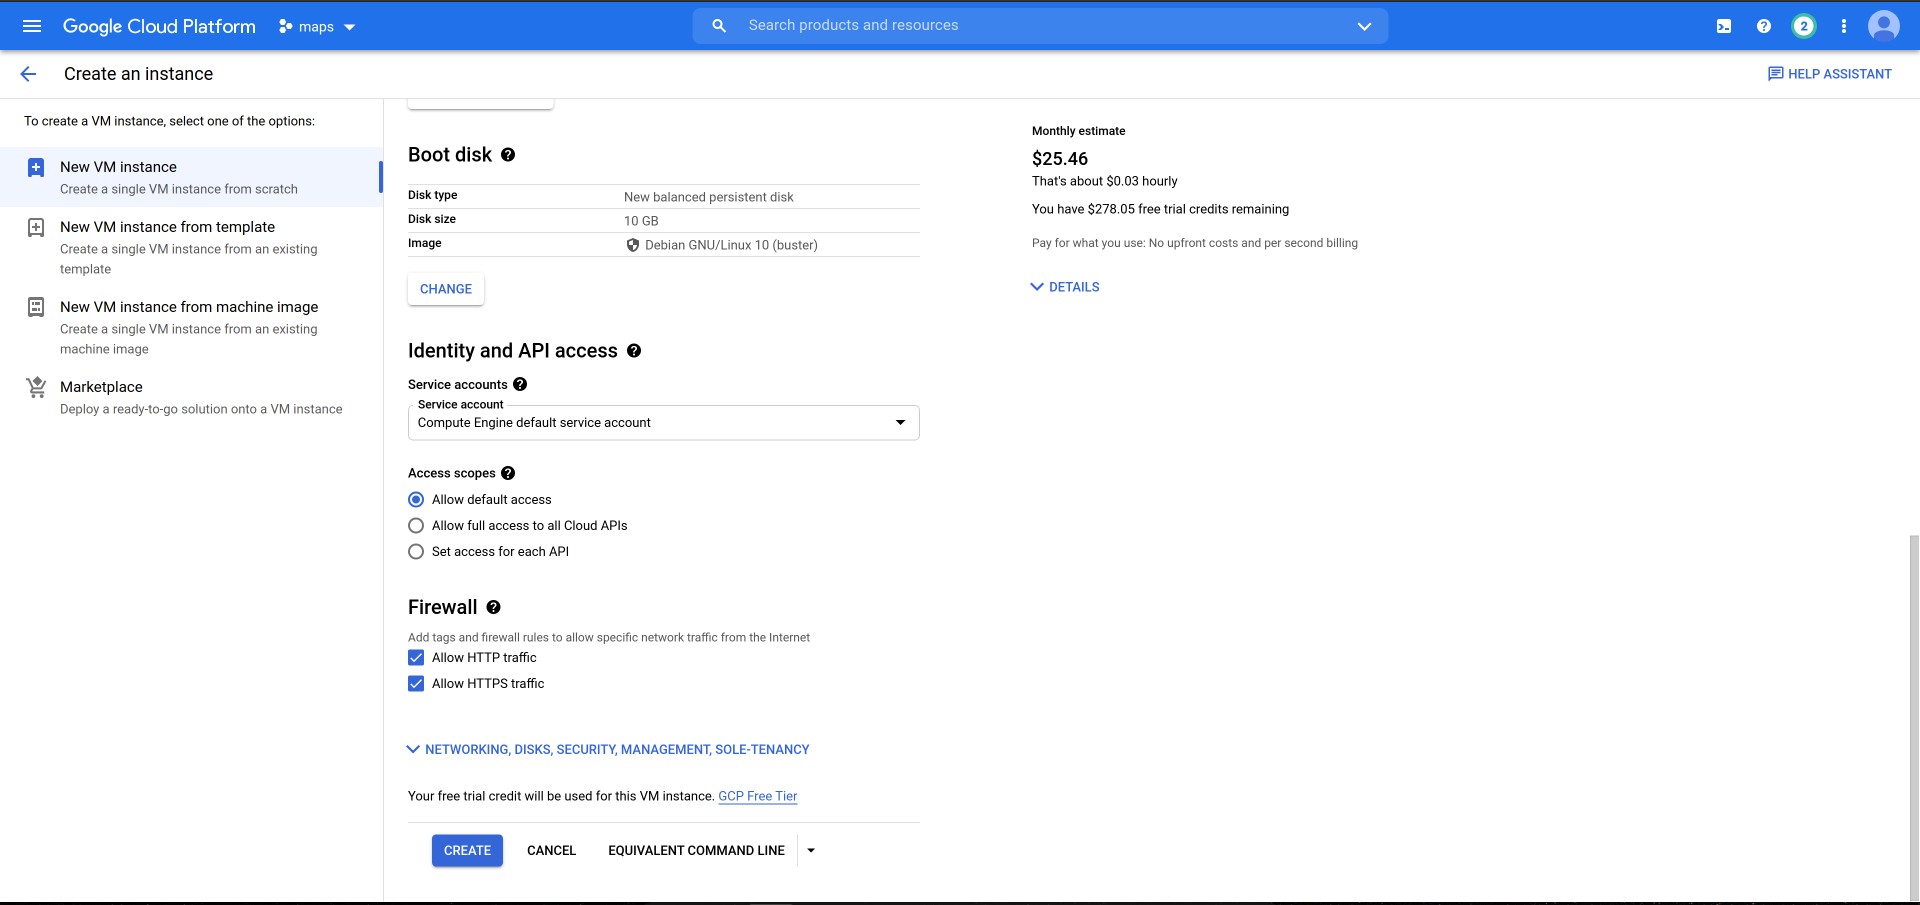 Google Cloud Platform
maps
Search products and resources
2
Create an instance
HELP ASSISTANT
To create a VM instance, select one of the options:
New VM instance
Create a single VM instance from scratch
New VM instance from template
Create a single VM instance from an existing
template
New VM instance from machine image
Create a single VM instance from an existing
machine image
Marketplace
Deploy a ready-to-go solution onto a VM instance
Boot disk
Disk type New balanced persistent disk
Disk size 10 GB
Image Debian GNU/Linux 10 (buster)
CHANGE
Identity and API access
Service accounts
Service account
Compute Engine default service account
Access scopes
Allow default access
Allow full access to all Cloud APIs
Set access for each API
Firewall
Add tags and firewall rules to allow specific network traffic from the Internet
Allow HTTP traffic
Allow HTTPS traffic
NETWORKING, DISKS, SECURITY, MANAGEMENT, SOLE-TENANCY
Your free trial credit will be used for this VM instance. GCP Free Tier
CREATE CANCEL EQUIVALENT COMMAND LINE
Monthly estimate
$25.46
That's about $0.03 hourly
You have $278.05 free trial credits remaining
Pay for what you use: No upfront costs and per second billing
DETAILS